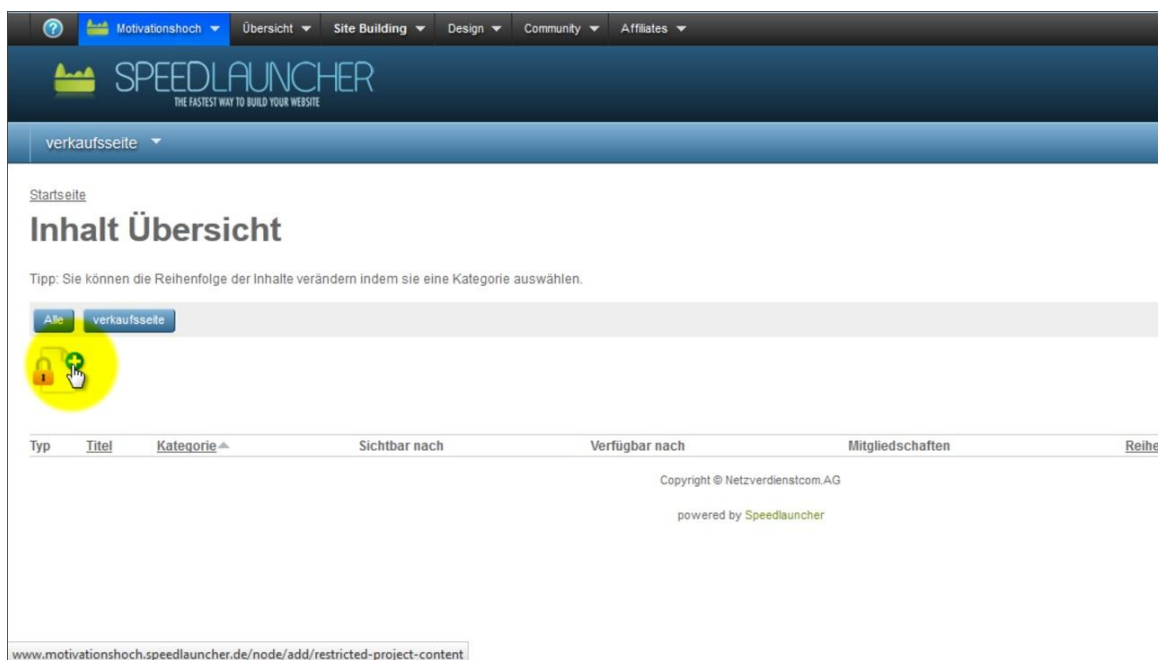 ? Motivationshoch Übersicht Site Building Design Community Affiliates
SPEEDLAUNCHER
THE FASTEST WAY TO BUILD YOUR WEBSITE
verkaufsseite
Startseite
Inhalt Übersicht
Tipp: Sie können die Reihenfolge der Inhalte verändern indem sie eine Kategorie auswählen.
Alle verkaufsseite
Typ Titel Kategorie Sichtbar nach Verfügbar nach Mitgliedschaften Reihe
Copyright © Netzverdienstcom.AG
powered by Speedlauncher
www.motivationshoch.speedlauncher.de/node/add/restricted-project-content